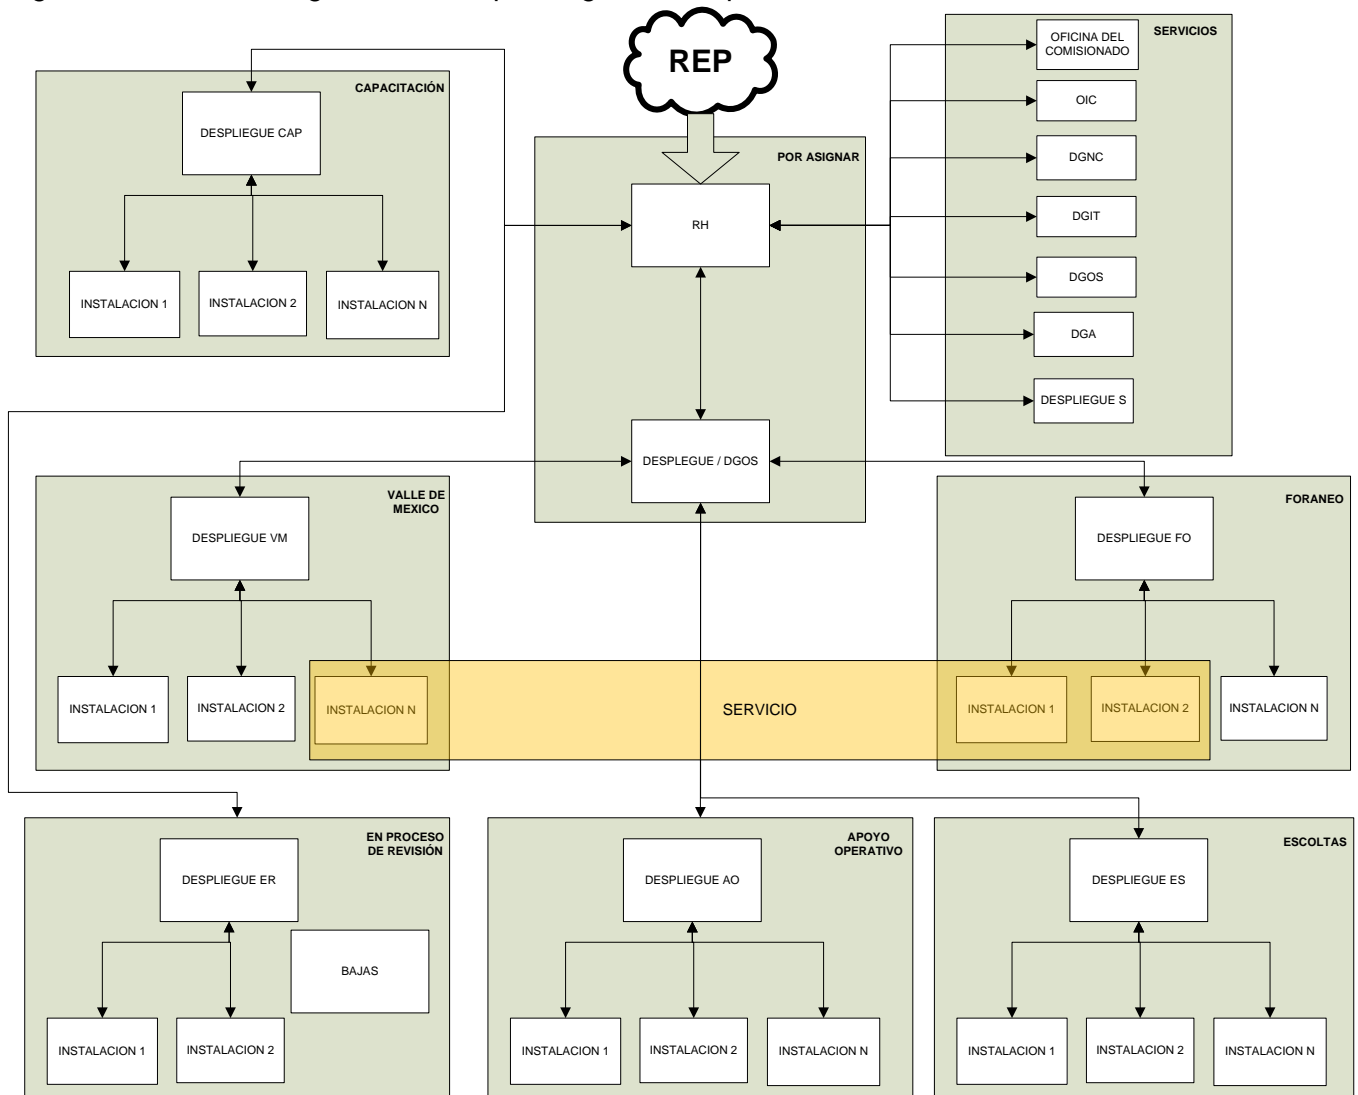 REP
SERVICIOS
OFICINA DEL
COMISIONADO
OIC
DGNC
DGIT
DGOS
DGA
DESPLIEGUE S
CAPACITACIÓN
DESPLIEGUE CAP
INSTALACION 1
INSTALACION 2
INSTALACION N
POR ASIGNAR
RH
DESPLEGUE / DGOS
VALLE DE
MEXICO
DESPLIEGUE VM
INSTALACION 1
INSTALACION 2
INSTALACION N
SERVICIO
FORANEO
DESPLIEGUE FO
INSTALACION 1
INSTALACION 2
INSTALACION N
EN PROCESO
DE REVISIÓN
DESPLIEGUE ER
BAJAS
INSTALACION 1
INSTALACION 2
APOYO
OPERATIVO
DESPLIEGUE AO
INSTALACION 1
INSTALACION 2
INSTALACION N
ESCOLTAS
DESPLIEGUE ES
INSTALACION 1
INSTALACION 2
INSTALACION N